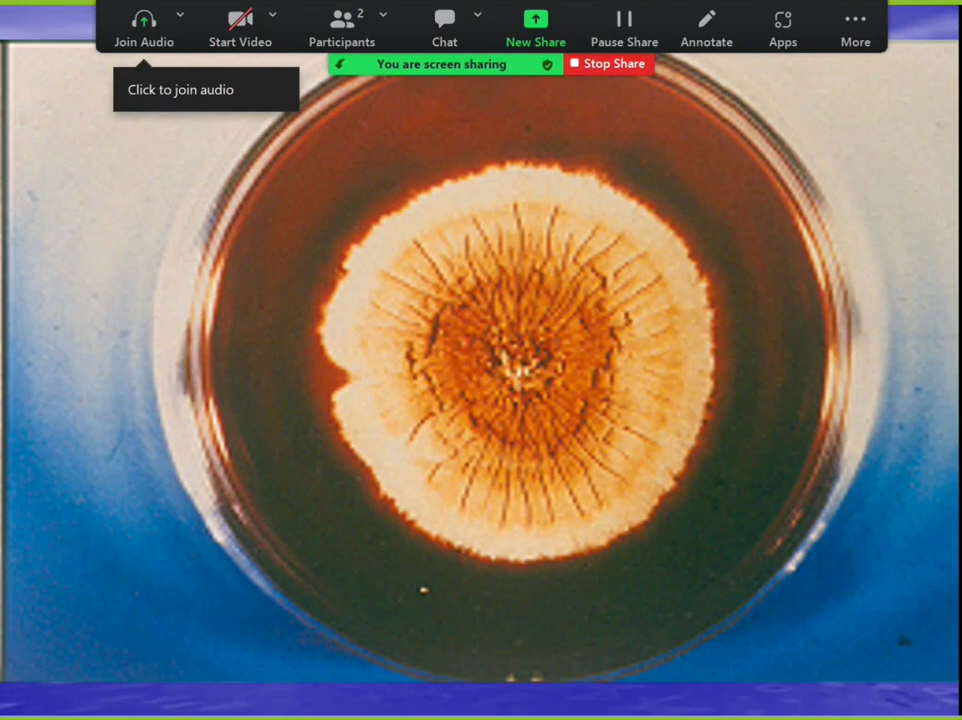 Join Audio
Start Video
2
Participants
Chat
New Share
Pause Share
Annotate
Apps
More
You are screen sharing
Stop Share
Click to join audio